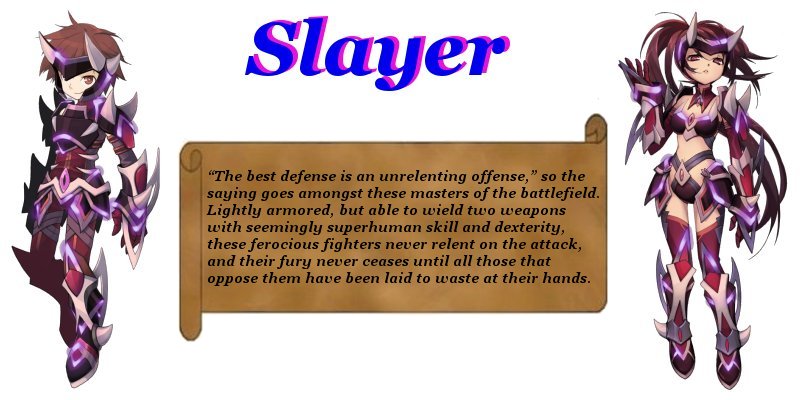 Slayer
“The best defense is an unrelenting offense,” so the
saying goes amongst these masters of the battlefield.
Lightly armored, but able to wield two weapons
with seemingly superhuman skill and dexterity,
these ferocious fighters never relent on the attack,
and their fury never ceases until all those that
oppose them have been laid to waste at their hands.